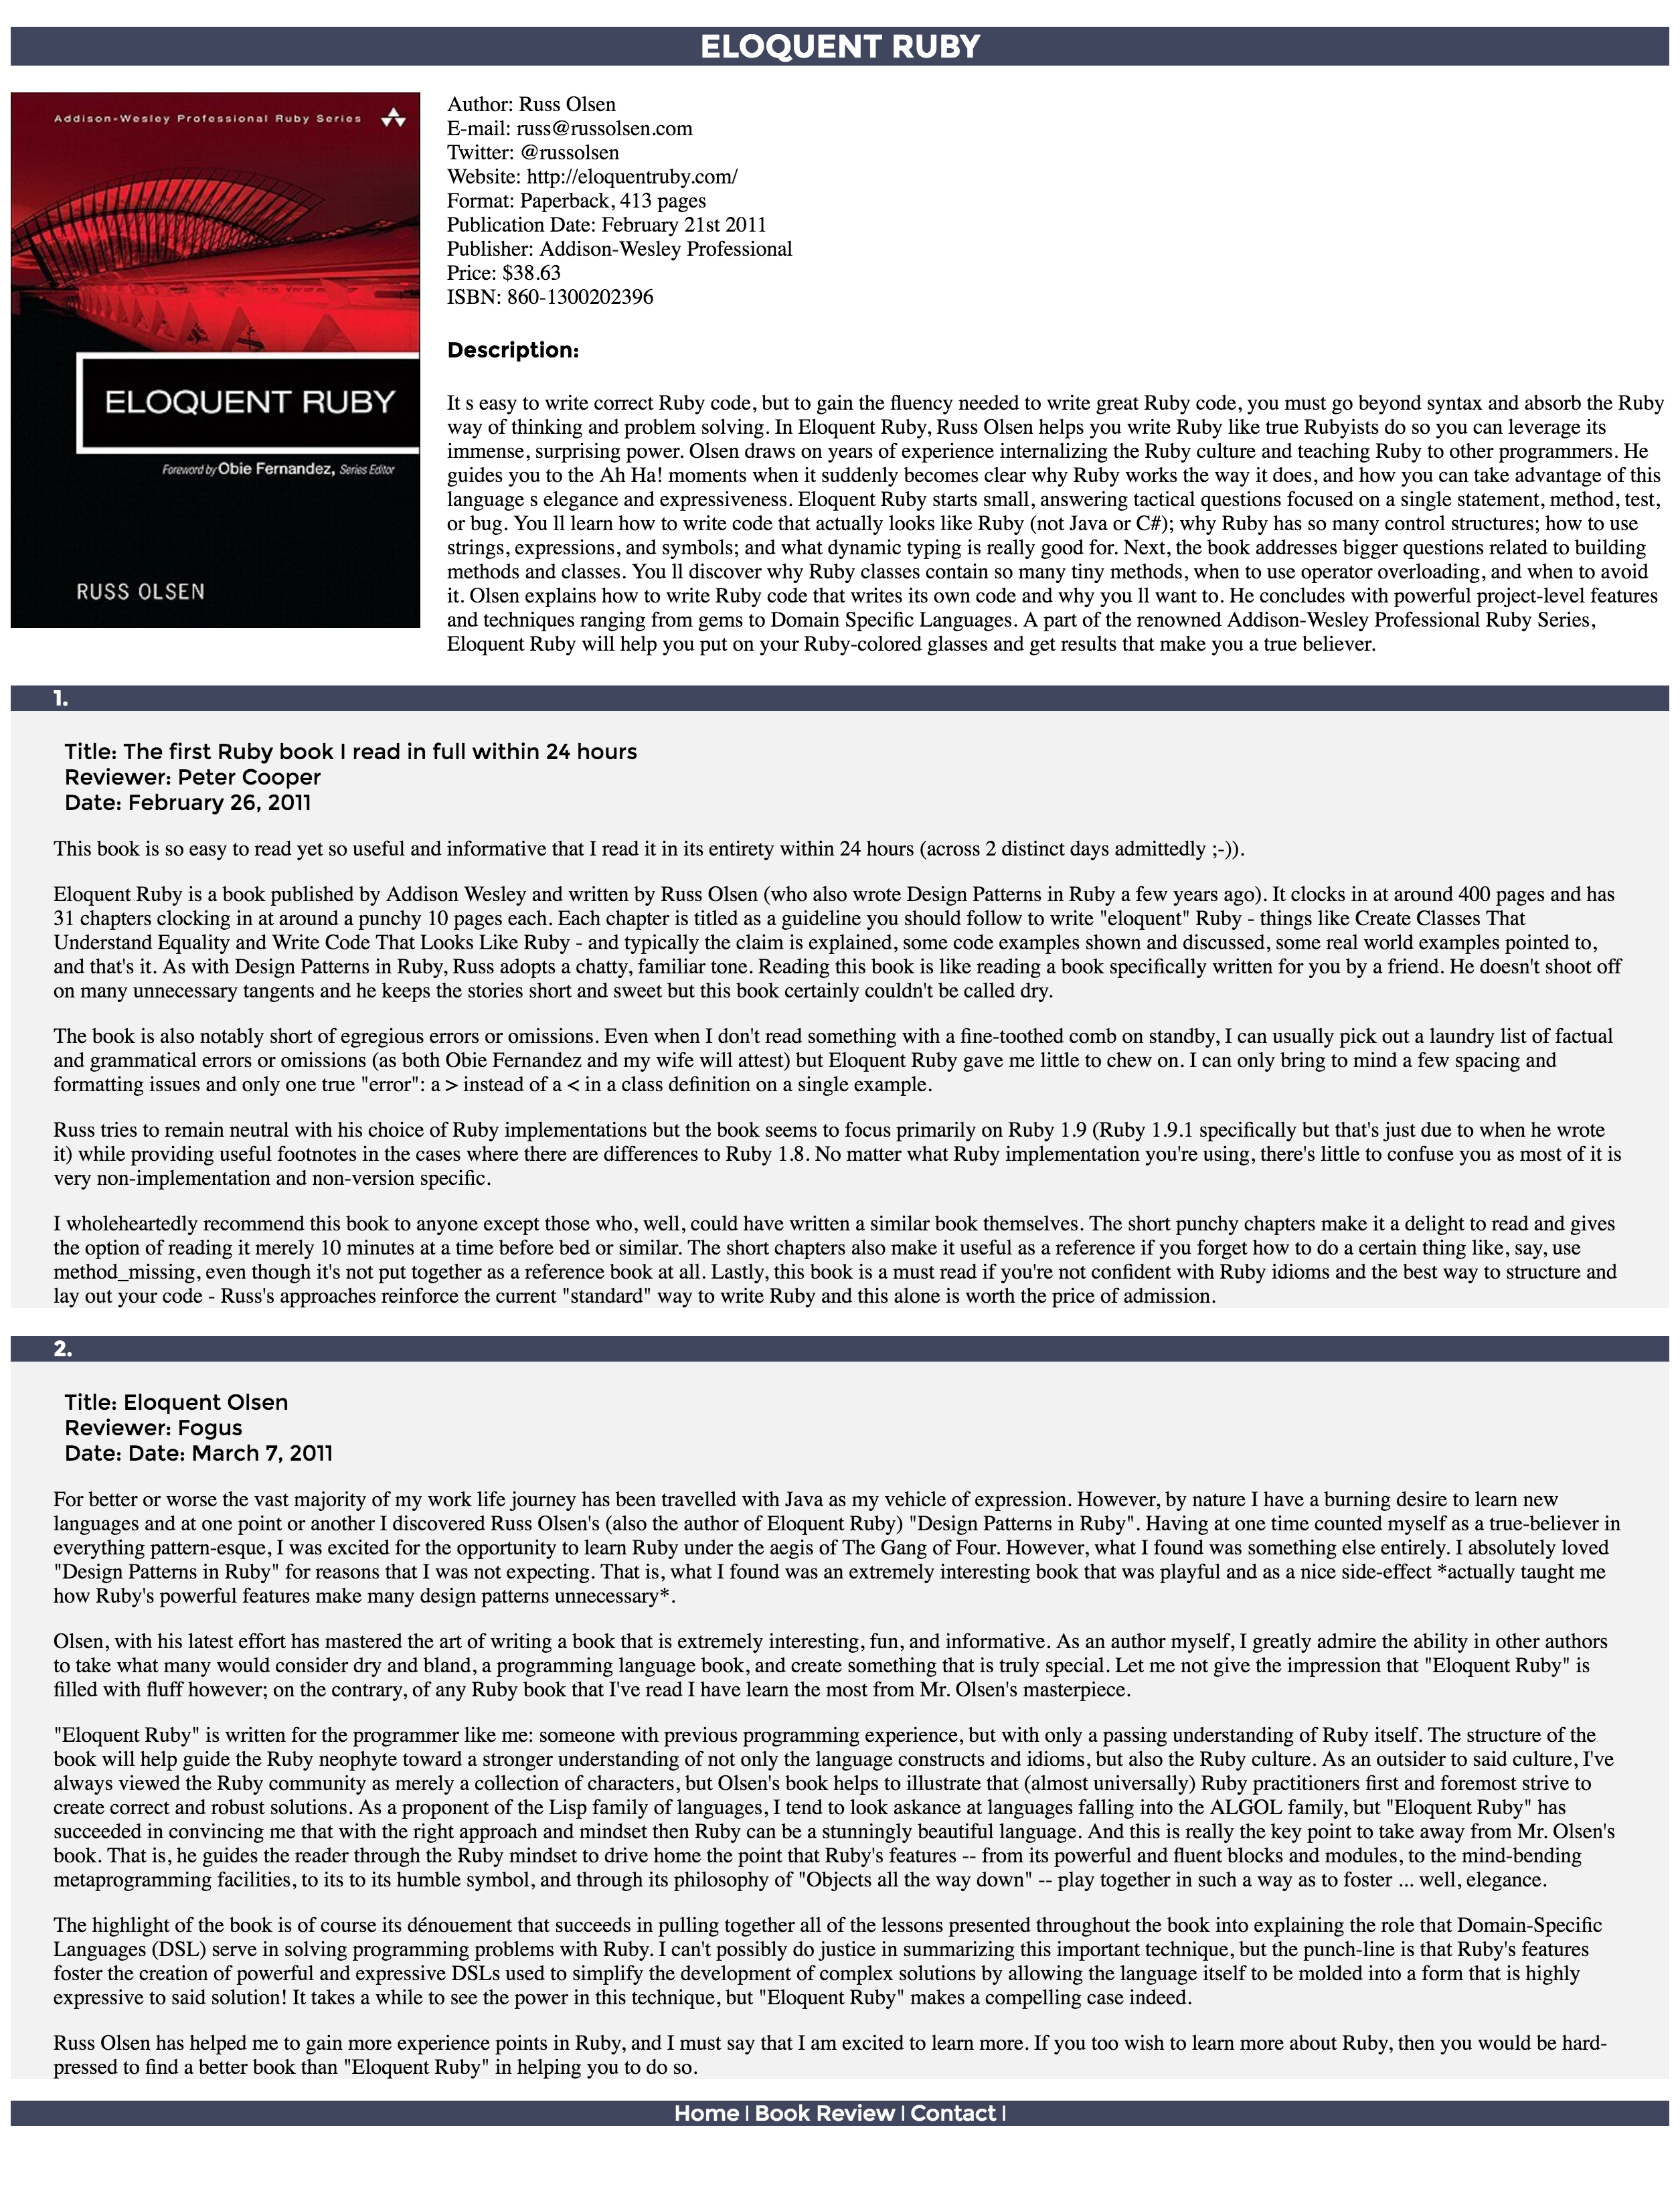 ELOQUENT RUBY
Addison-Wesley Professional Ruby Series
ELOQUENT RUBY
Foreword by Obie Fernandez, Series Editor
RUSS OLSEN
Author: Russ Olsen
E-mail: russ@russolsen.com
Twitter: @russolsen
Website: http://eloquentruby.com/
Format: Paperback, 413 pages
Publication Date: February 21st 2011
Publisher: Addison-Wesley Professional
Price: $38.63
ISBN: 860-1300202396
Description:
It s easy to write correct Ruby code, but to gain the fluency needed to write great Ruby code, you must go beyond syntax and absorb the Ruby
way of thinking and problem solving. In Eloquent Ruby, Russ Olsen helps you write Ruby like true Rubyists do so you can leverage its
immense, surprising power. Olsen draws on years of experience internalizing the Ruby culture and teaching Ruby to other programmers. He
guides you to the Ah Ha! moments when it suddenly becomes clear why Ruby works the way it does, and how you can take advantage of this
language s elegance and expressiveness. Eloquent Ruby starts small, answering tactical questions focused on a single statement, method, test,
or bug. You ll learn how to write code that actually looks like Ruby (not Java or C#); why Ruby has so many control structures; how to use
strings, expressions, and symbols; and what dynamic typing is really good for. Next, the book addresses bigger questions related to building
methods and classes. You ll discover why Ruby classes contain so many tiny methods, when to use operator overloading, and when to avoid
it. Olsen explains how to write Ruby code that writes its own code and why you ll want to. He concludes with powerful project-level features
and techniques ranging from gems to Domain Specific Languages. A part of the renowned Addison-Wesley Professional Ruby Series,
Eloquent Ruby will help you put on your Ruby-colored glasses and get results that make you a true believer.
1.
Title: The first Ruby book I read in full within 24 hours
Reviewer: Peter Cooper
Date: February 26, 2011
This book is so easy to read yet so useful and informative that I read it in its entirety within 24 hours (across 2 distinct days admittedly ;-)).
Eloquent Ruby is a book published by Addison Wesley and written by Russ Olsen (who also wrote Design Patterns in Ruby a few years ago). It clocks in at around 400 pages and has
31 chapters clocking in at around a punchy 10 pages each. Each chapter is titled as a guideline you should follow to write "eloquent" Ruby - things like Create Classes That
Understand Equality and Write Code That Looks Like Ruby - and typically the claim is explained, some code examples shown and discussed, some real world examples pointed to,
and that's it. As with Design Patterns in Ruby, Russ adopts a chatty, familiar tone. Reading this book is like reading a book specifically written for you by a friend. He doesn't shoot off
on many unnecessary tangents and he keeps the stories short and sweet but this book certainly couldn't be called dry.
The book is also notably short of egregious errors or omissions. Even when I don't read something with a fine-toothed comb on standby, I can usually pick out a laundry list of factual
and grammatical errors or omissions (as both Obie Fernandez and my wife will attest) but Eloquent Ruby gave me little to chew on. I can only bring to mind a few spacing and
formatting issues and only one true "error": a > instead of a < in a class definition on a single example.
Russ tries to remain neutral with his choice of Ruby implementations but the book seems to focus primarily on Ruby 1.9 (Ruby 1.9.1 specifically but that's just due to when he wrote
it) while providing useful footnotes in the cases where there are differences to Ruby 1.8. No matter what Ruby implementation you're using, there's little to confuse you as most of it is
very non-implementation and non-version specific.
I wholeheartedly recommend this book to anyone except those who, well, could have written a similar book themselves. The short punchy chapters make it a delight to read and gives
the option of reading it merely 10 minutes at a time before bed or similar. The short chapters also make it useful as a reference if you forget how to do a certain thing like, say, use
method_missing, even though it's not put together as a reference book at all. Lastly, this book is a must read if you're not confident with Ruby idioms and the best way to structure and
lay out your code - Russ's approaches reinforce the current "standard" way to write Ruby and this alone is worth the price of admission.
2.
Title: Eloquent Olsen
Reviewer: Fogus
Date: Date: March 7, 2011
For better or worse the vast majority of my work life journey has been travelled with Java as my vehicle of expression. However, by nature I have a burning desire to learn new
languages and at one point or another I discovered Russ Olsen's (also the author of Eloquent Ruby) "Design Patterns in Ruby". Having at one time counted myself as a true-believer in
everything pattern-esque, I was excited for the opportunity to learn Ruby under the aegis of The Gang of Four. However, what I found was something else entirely. I absolutely loved
"Design Patterns in Ruby" for reasons that I was not expecting. That is, what I found was an extremely interesting book that was playful and as a nice side-effect *actually taught me
how Ruby's powerful features make many design patterns unnecessary*.
Olsen, with his latest effort has mastered the art of writing a book that is extremely interesting, fun, and informative. As an author myself, I greatly admire the ability in other authors
to take what many would consider dry and bland, a programming language book, and create something that is truly special. Let me not give the impression that "Eloquent Ruby" is
filled with fluff however; on the contrary, of any Ruby book that I've read I have learn the most from Mr. Olsen's masterpiece.
"Eloquent Ruby" is written for the programmer like me: someone with previous programming experience, but with only a passing understanding of Ruby itself. The structure of the
book will help guide the Ruby neophyte toward a stronger understanding of not only the language constructs and idioms, but also the Ruby culture. As an outsider to said culture, I've
always viewed the Ruby community as merely a collection of characters, but Olsen's book helps to illustrate that (almost universally) Ruby practitioners first and foremost strive to
create correct and robust solutions. As a proponent of the Lisp family of languages, I tend to look askance at languages falling into the ALGOL family, but "Eloquent Ruby" has
succeeded in convincing me that with the right approach and mindset then Ruby can be a stunningly beautiful language. And this is really the key point to take away from Mr. Olsen's
book. That is, he guides the reader through the Ruby mindset to drive home the point that Ruby's features -- from its powerful and fluent blocks and modules, to the mind-bending
metaprogramming facilities, to its to its humble symbol, and through its philosophy of "Objects all the way down" -- play together in such a way as to foster ... well, elegance.
The highlight of the book is of course its dénouement that succeeds in pulling together all of the lessons presented throughout the book into explaining the role that Domain-Specific
Languages (DSL) serve in solving programming problems with Ruby. I can't possibly do justice in summarizing this important technique, but the punch-line is that Ruby's features
foster the creation of powerful and expressive DSLs used to simplify the development of complex solutions by allowing the language itself to be molded into a form that is highly
expressive to said solution! It takes a while to see the power in this technique, but "Eloquent Ruby" makes a compelling case indeed.
Russ Olsen has helped me to gain more experience points in Ruby, and I must say that I am excited to learn more. If you too wish to learn more about Ruby, then you would be hard-
pressed to find a better book than "Eloquent Ruby" in helping you to do so.
Home | Book Review | Contact |